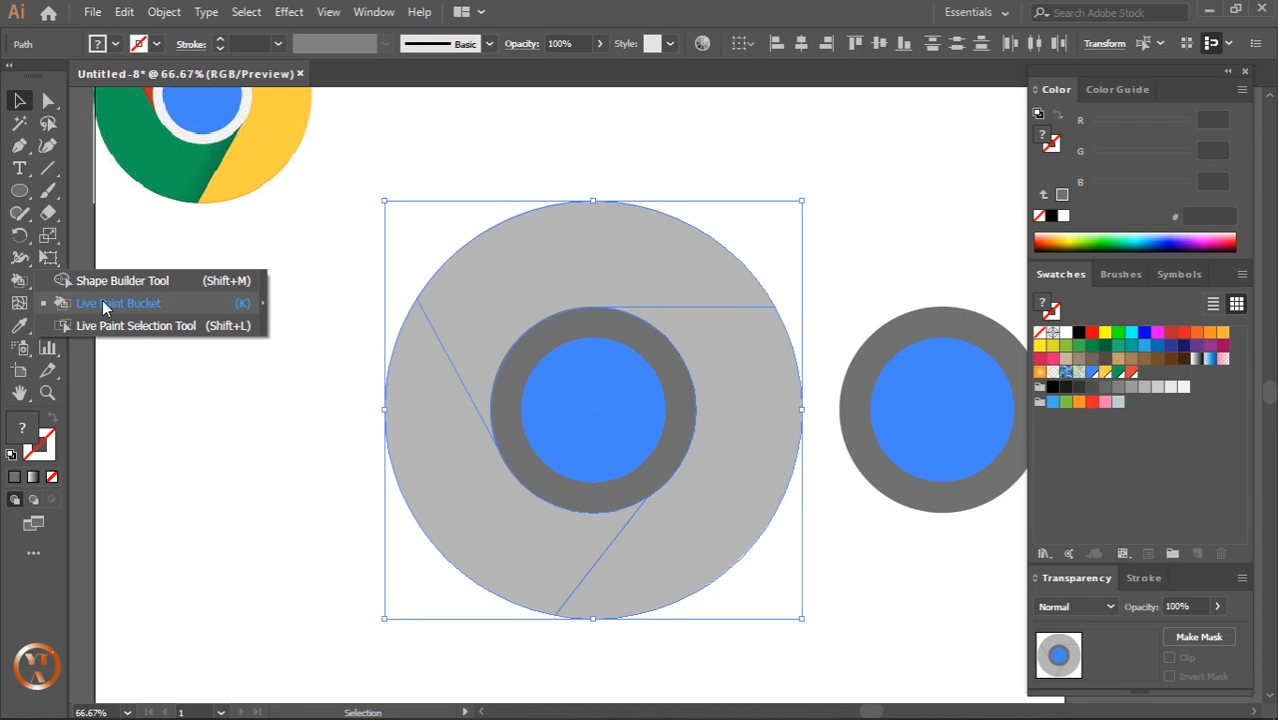 Ai File Edit Object Type Select Effect View Window Help Essentials Search Adobe Stock
Path ? Stroke: Basic Opacity: 100% Style: Transform
Untitled-8* @ 66.67% (RGB/Preview) ×
Color Color Guide
R
G
B
#
Shape Builder Tool (Shift+M)
Live Paint Bucket (K)
Live Paint Selection Tool (Shift+L)
Swatches Brushes Symbols
?
Transparency Stroke
Normal Opacity: 100%
Make Mask
Clip
Invert Mask
66.67% 1 Selection